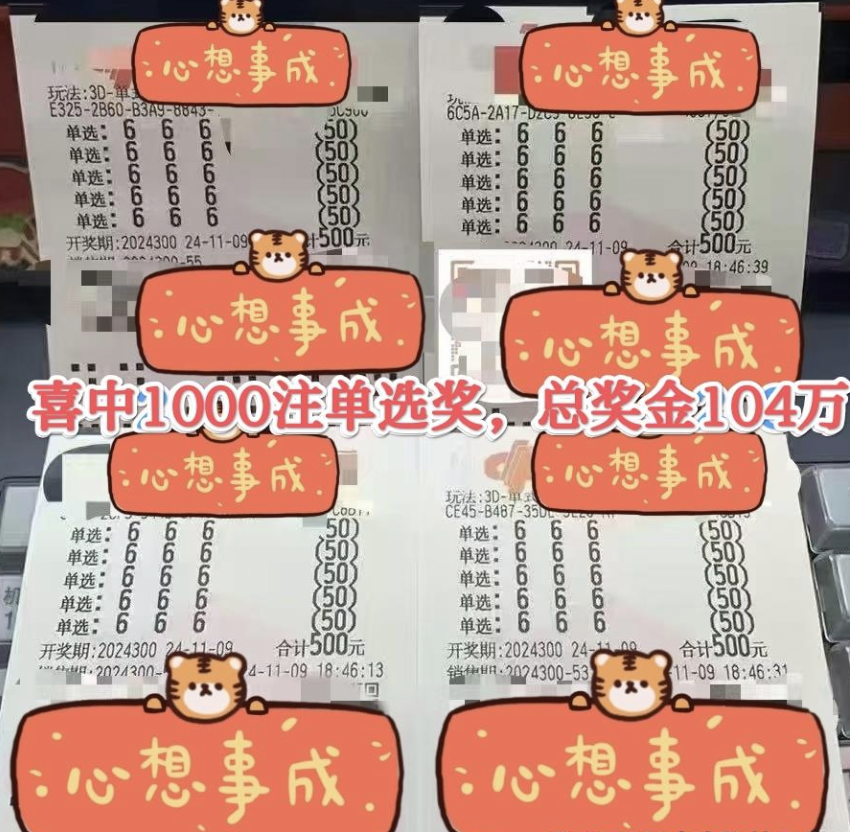 心想事成
玩法:3D-单
E325-2B60-B3A9-8843-
单选: 6 6 6 (50)
单选: 6 6 6 (50)
单选: 6 6 6 (50)
单选: 6 6 6 (50)
单选: 6 6 6 (50)
开奖期:2024300 24-11-09 计500元
心想事成
心想事成
6C5A-2A17-
单选: 6 6 6 (50)
单选: 6 6 6 (50)
单选: 6 6 6 (50)
单选: 6 6 6 (50)
单选: 6 6 6 (50)
2024300 24-11-09 合计500元
18:46:39
心想事成
喜中1000注单选奖，总奖金104万
心想事成
单选: 6 6 6 (50)
单选: 6 6 6 (50)
单选: 6 6 6 (50)
单选: 6 6 6 (50)
单选: 6 6 6 (50)
开奖期:2024300 24-11-09 合计500元
销售期:2024300- 4-11-09 18:46:13
心想事成
心想事成
玩法:3D-单式
CE45-B487-35DE-
单选: 6 6 6 (50)
单选: 6 6 6 (50)
单选: 6 6 6 (50)
单选: 6 6 6 (50)
单选: 6 6 6 (50)
开奖期:2024300 24-11-09 合计500元
销售期:2024300-53 11-09 18:46:31
心想事成